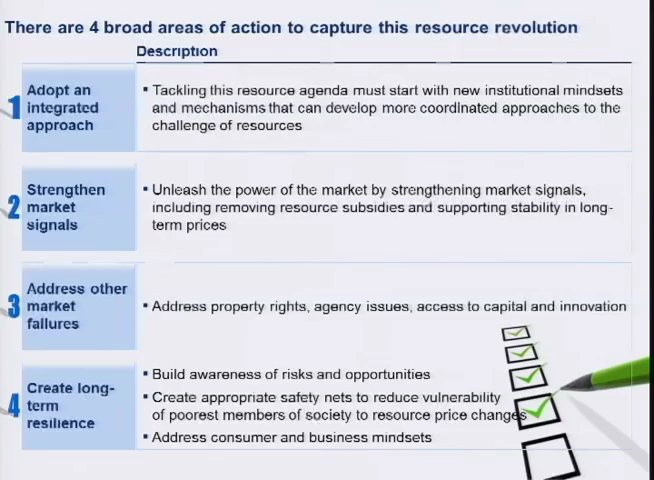 There are 4 broad areas of action to capture this resource revolution
Description
1
Adopt an
integrated
approach
▪ Tackling this resource agenda must start with new institutional mindsets
and mechanisms that can develop more coordinated approaches to the
challenge of resources
2
Strengthen
market
signals
▪ Unleash the power of the market by strengthening market signals,
including removing resource subsidies and supporting stability in long-
term prices
3
Address other
market
failures
▪ Address property rights, agency issues, access to capital and innovation
4
Create long-
term
resilience
▪ Build awareness of risks and opportunities
▪ Create appropriate safety nets to reduce vulnerability
of poorest members of society to resource price changes
▪ Address consumer and business mindsets